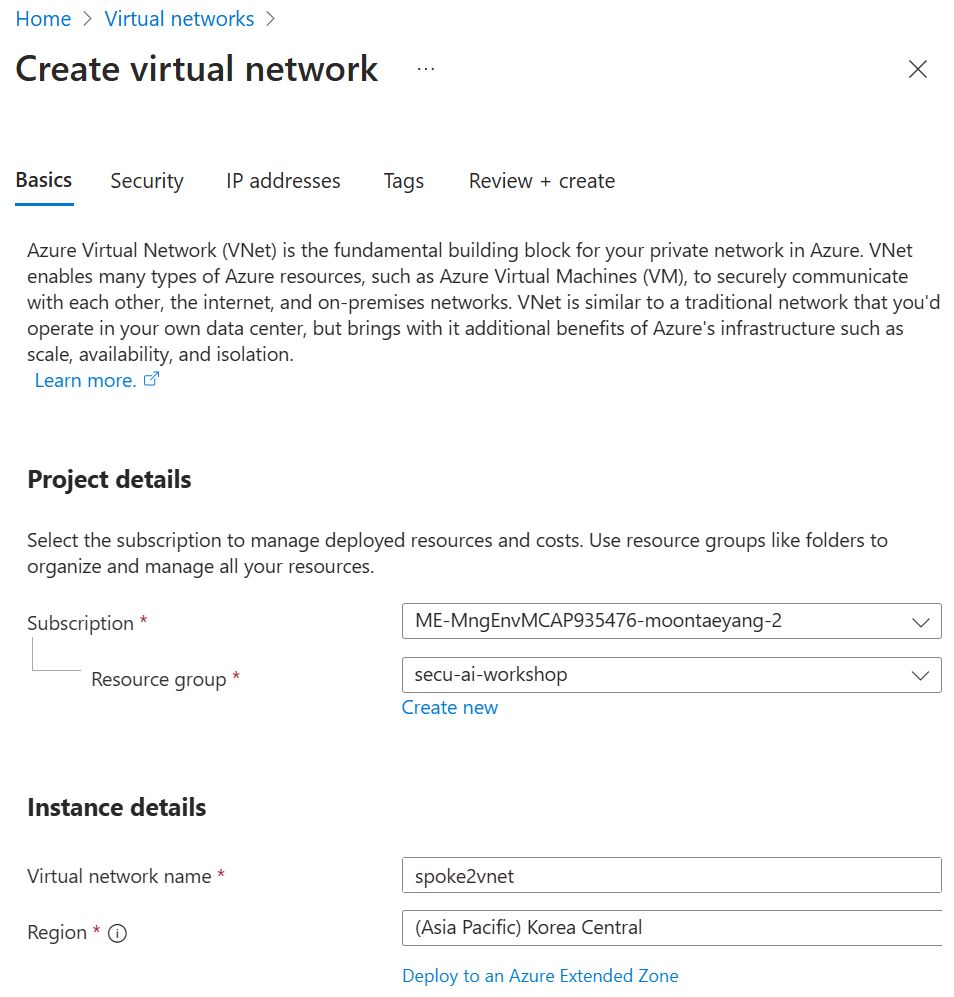 Home > Virtual networks >
Create virtual network ...
Basics Security IP addresses Tags Review + create
Azure Virtual Network (VNet) is the fundamental building block for your private network in Azure. VNet
enables many types of Azure resources, such as Azure Virtual Machines (VM), to securely communicate
with each other, the internet, and on-premises networks. VNet is similar to a traditional network that you'd
operate in your own data center, but brings with it additional benefits of Azure's infrastructure such as
scale, availability, and isolation.
Learn more.
Project details
Select the subscription to manage deployed resources and costs. Use resource groups like folders to
organize and manage all your resources.
Subscription * ME-MngEnvMCAP935476-moontaeyang-2
Resource group * secu-ai-workshop
Create new
Instance details
Virtual network name * spoke2vnet
Region * (Asia Pacific) Korea Central
Deploy to an Azure Extended Zone